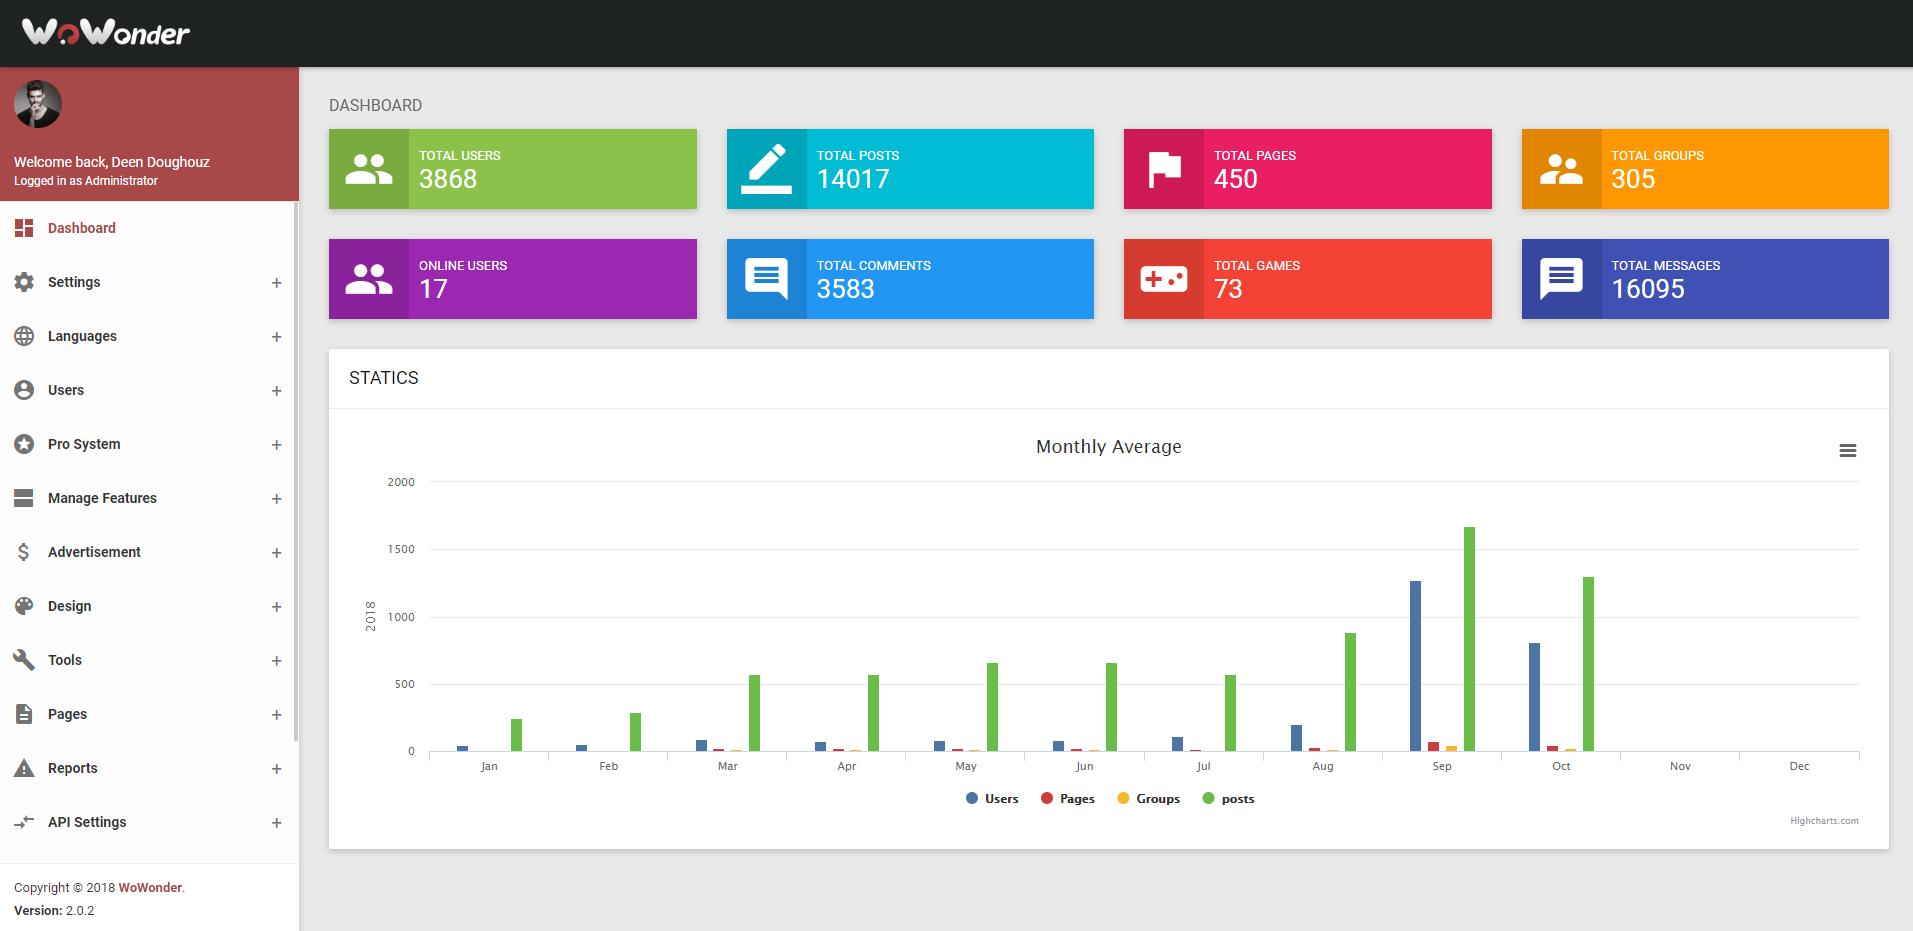 WoWonder
Welcome back, Deen Doughouz
Logged in as Administrator
Dashboard
Settings +
Languages +
Users +
Pro System +
Manage Features +
Advertisement +
Design +
Tools +
Pages +
Reports +
API Settings +
Copyright © 2018 WoWonder.
Version: 2.0.2
DASHBOARD
TOTAL USERS
3868
TOTAL POSTS
14017
TOTAL PAGES
450
TOTAL GROUPS
305
ONLINE USERS
17
TOTAL COMMENTS
3583
TOTAL GAMES
73
TOTAL MESSAGES
16095
STATICS
Monthly Average
2018
2000
1500
1000
500
0
Jan Feb Mar Apr May Jun Jul Aug Sep Oct Nov Dec
Users Pages Groups posts
Highcharts.com